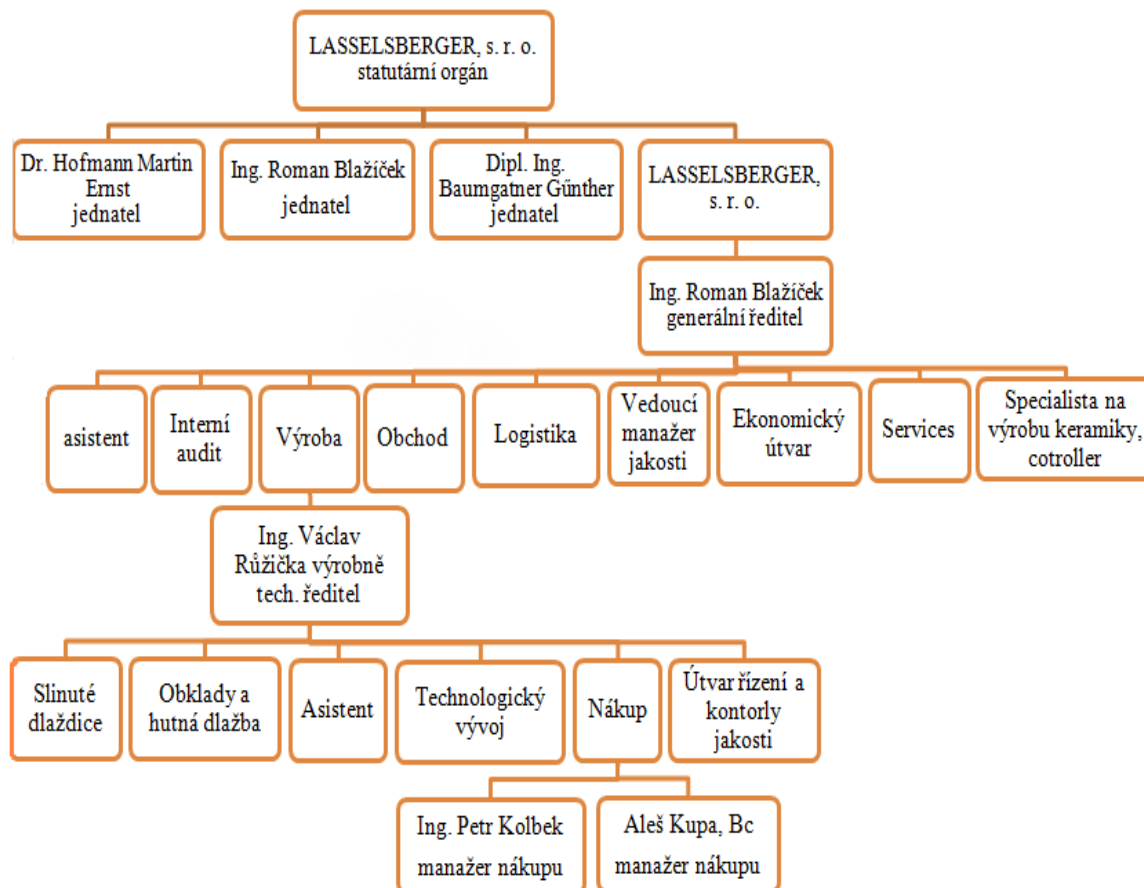 LASSELSBERGER, s. r. o.
statutární orgán
Dr. Hofmann Martin
Ernst
jednatel
Ing. Roman Blažíček
jednatel
Dipl. Ing.
Baumgatner Gűnther
jednatel
LASSELSBERGER,
s. r. o.
Ing. Roman Blažíček
generální ředitel
asistent
Interní
audit
Výroba
Obchod
Logistika
Vedoucí
manažer
jakosti
Ekonomický
útvar
Services
Specialista na
výrobu keramiky,
cotroller
Ing. Václav
Růžička výrobně
tech. ředitel
Slinuté
dlaždice
Obklady a
hutná dlažba
Asistent
Technologický
vývoj
Nákup
Útvar řízení a
kontorly
jakosti
Ing. Petr Kolbek
manažer nákupu
Aleš Kupa, Bc
manažer nákupu